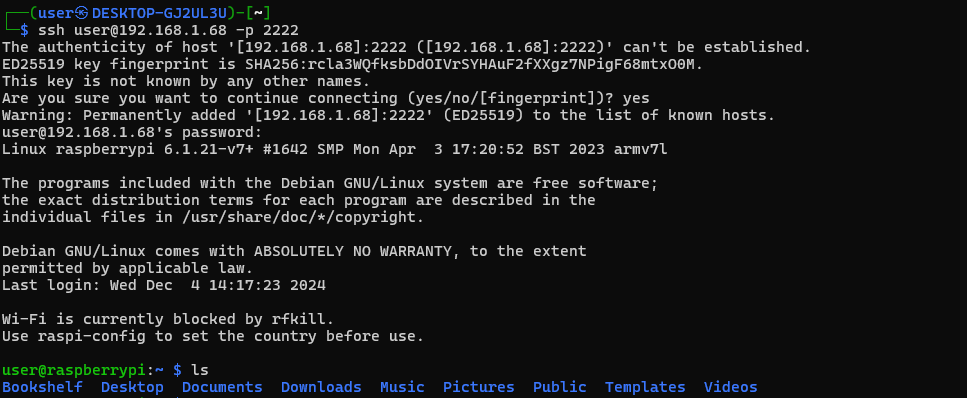 ┌──(user㉿DESKTOP-GJ2UL3U)-[~]
└─$ ssh user@192.168.1.68 -p 2222
The authenticity of host '[192.168.1.68]:2222 ([192.168.1.68]:2222)' can't be established.
ED25519 key fingerprint is SHA256:rcla3WQfksbDdOIVrSYHAuF2fXXgz7NPigF68mtxO0M.
This key is not known by any other names.
Are you sure you want to continue connecting (yes/no/[fingerprint])? yes
Warning: Permanently added '[192.168.1.68]:2222' (ED25519) to the list of known hosts.
user@192.168.1.68's password:
Linux raspberrypi 6.1.21-v7+ #1642 SMP Mon Apr  3 17:20:52 BST 2023 armv7l

The programs included with the Debian GNU/Linux system are free software;
the exact distribution terms for each program are described in the
individual files in /usr/share/doc/*/copyright.

Debian GNU/Linux comes with ABSOLUTELY NO WARRANTY, to the extent
permitted by applicable law.
Last login: Wed Dec  4 14:17:23 2024

Wi-Fi is currently blocked by rfkill.
Use raspi-config to set the country before use.

user@raspberrypi:~ $ ls
Bookshelf  Desktop  Documents  Downloads  Music  Pictures  Public  Templates  Videos